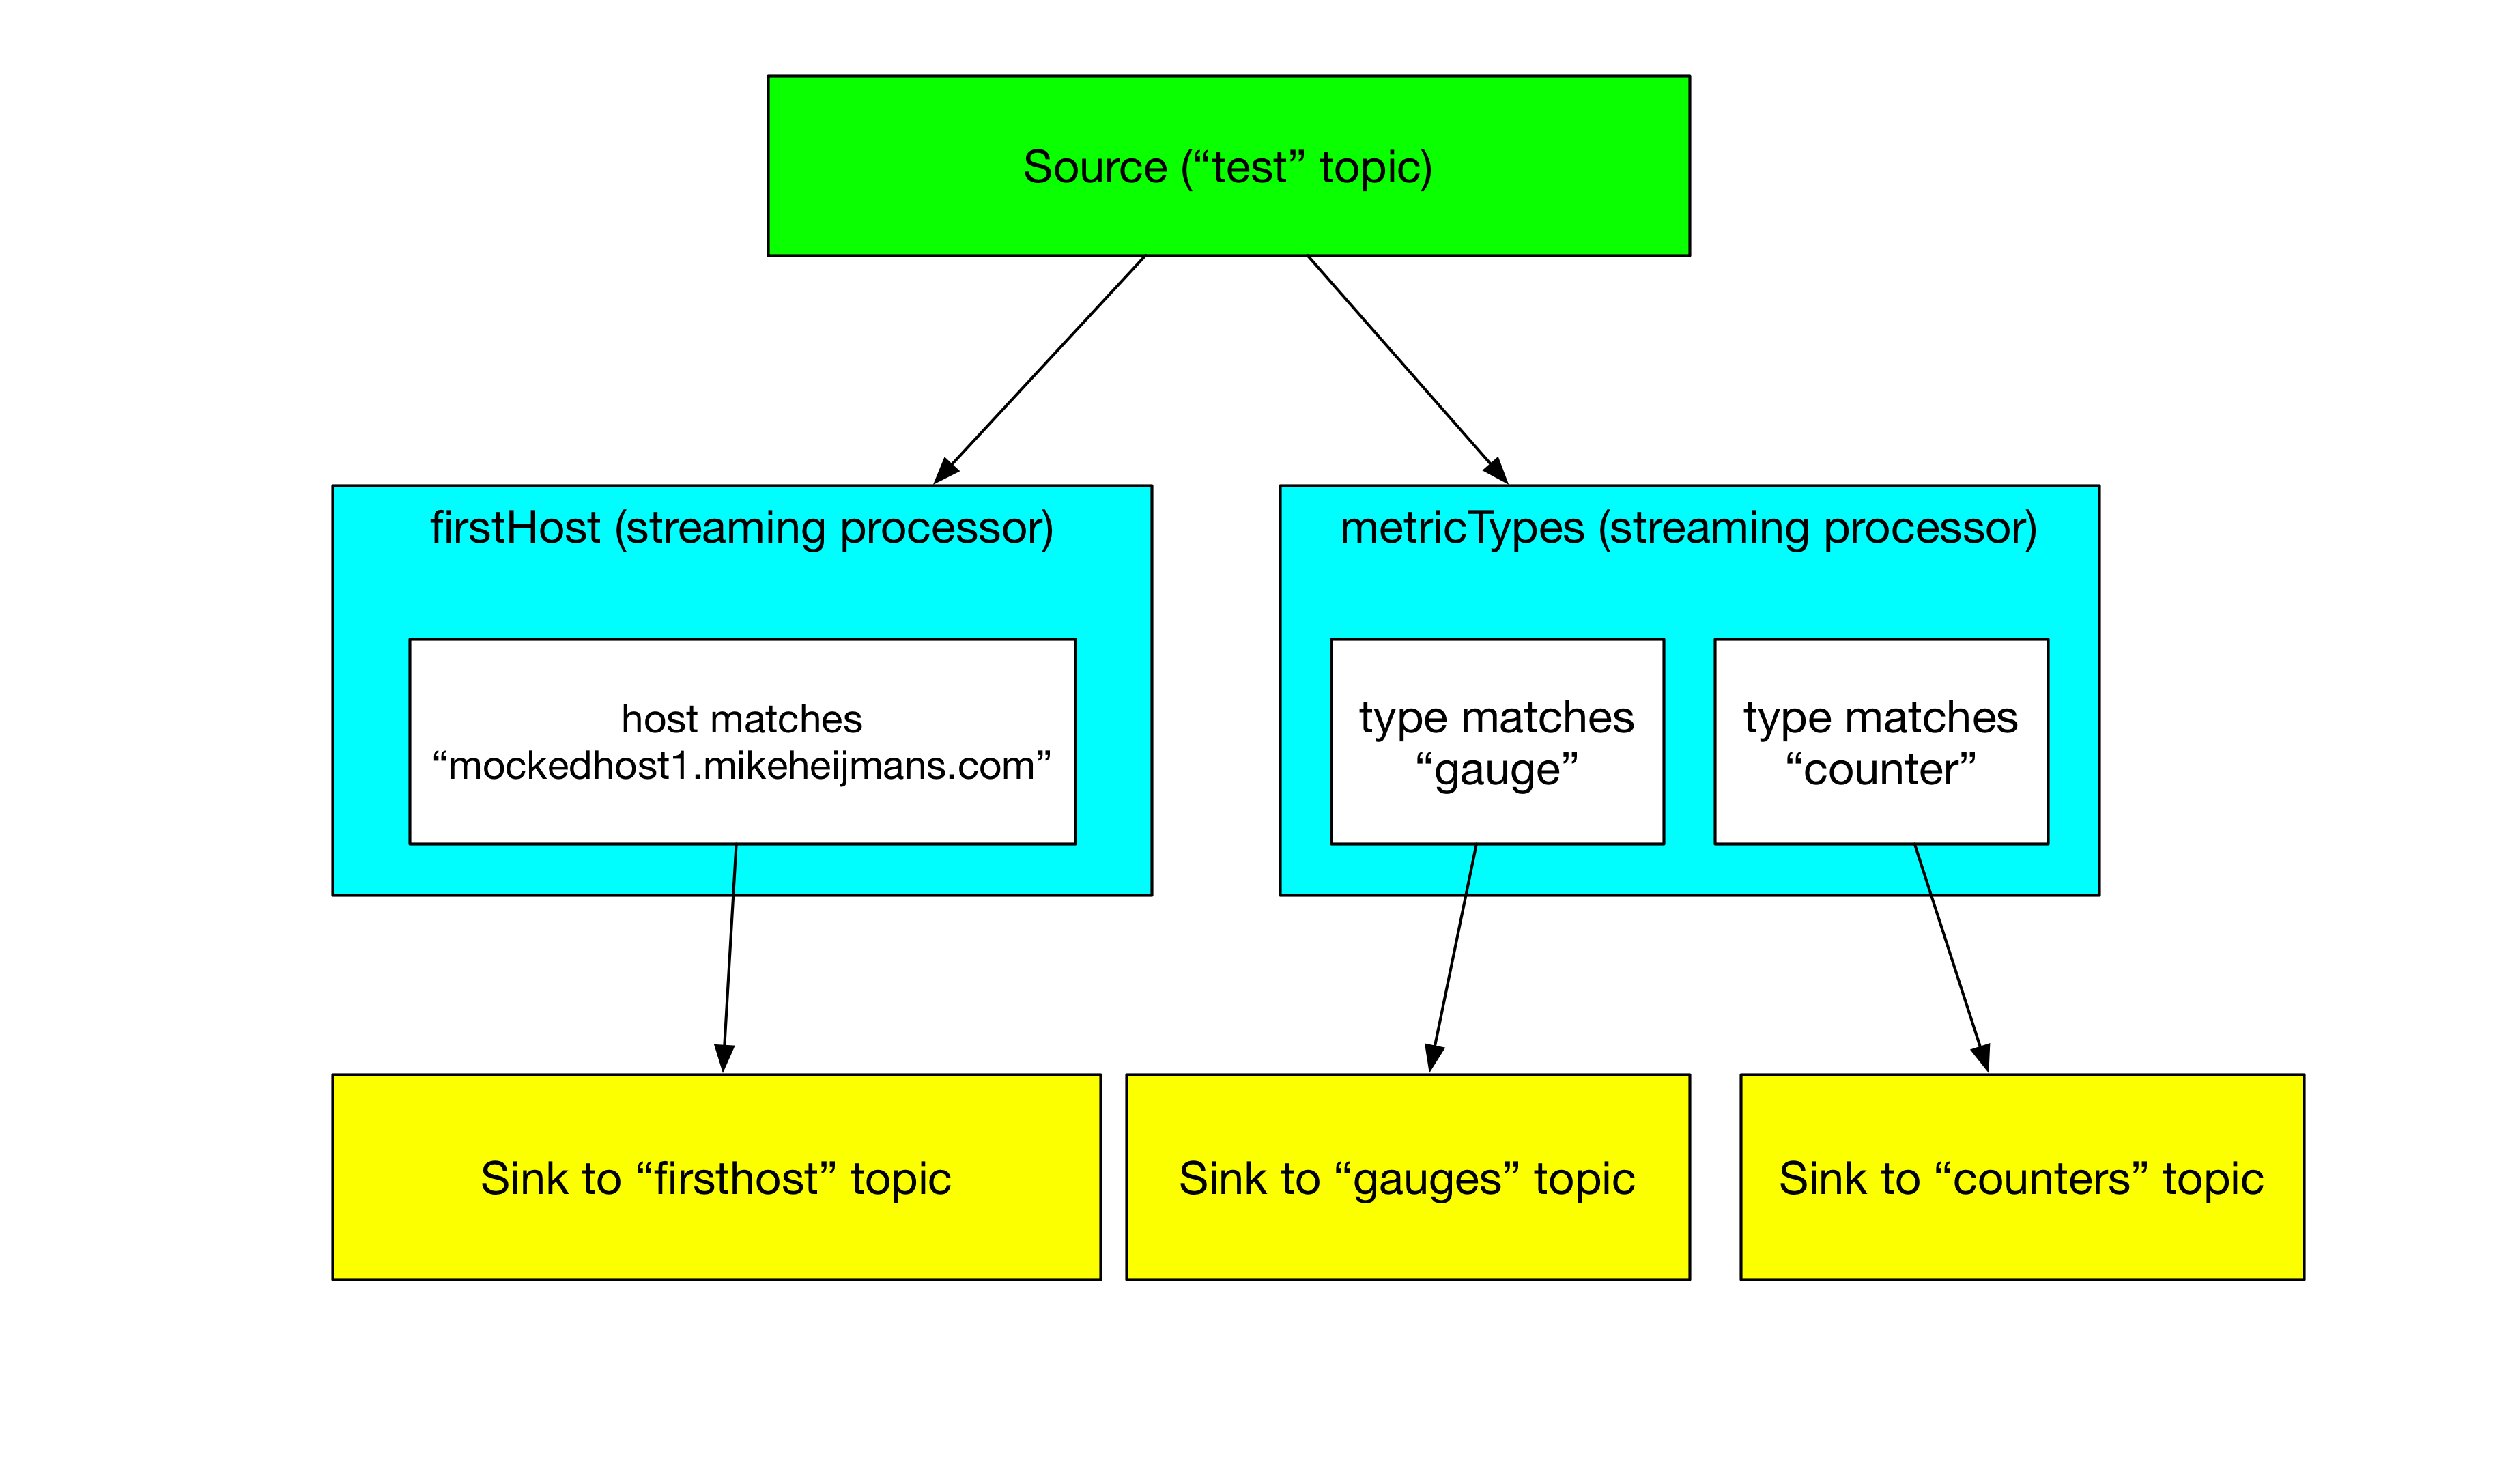 Source (“test” topic)
firstHost (streaming processor)
metricTypes (streaming processor)
host matches
“mockedhost1.mikeheijmans.com”
type matches
“gauge”
type matches
“counter”
Sink to “firsthost” topic
Sink to “gauges” topic
Sink to “counters” topic